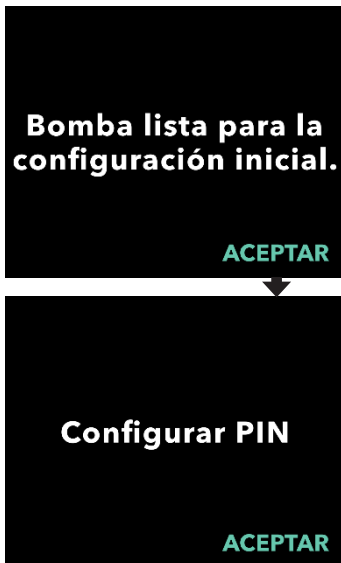 Bomba lista para la
configuración inicial.
ACEPTAR
Configurar PIN
ACEPTAR